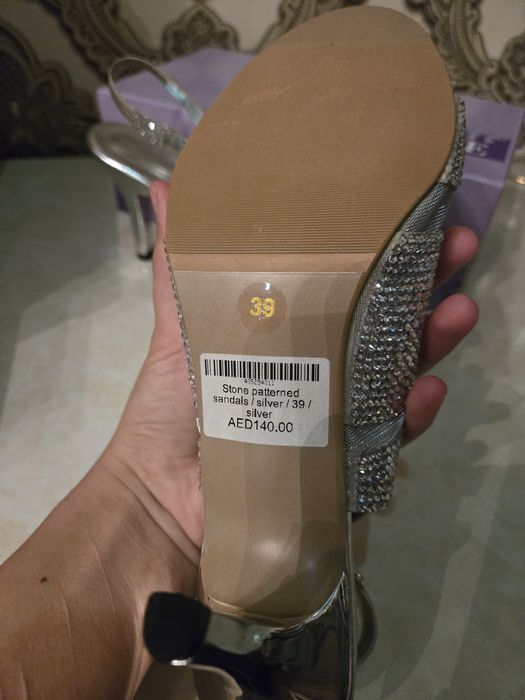 39
Stone patterned
sandals / silver / 39 /
silver
AED140.00